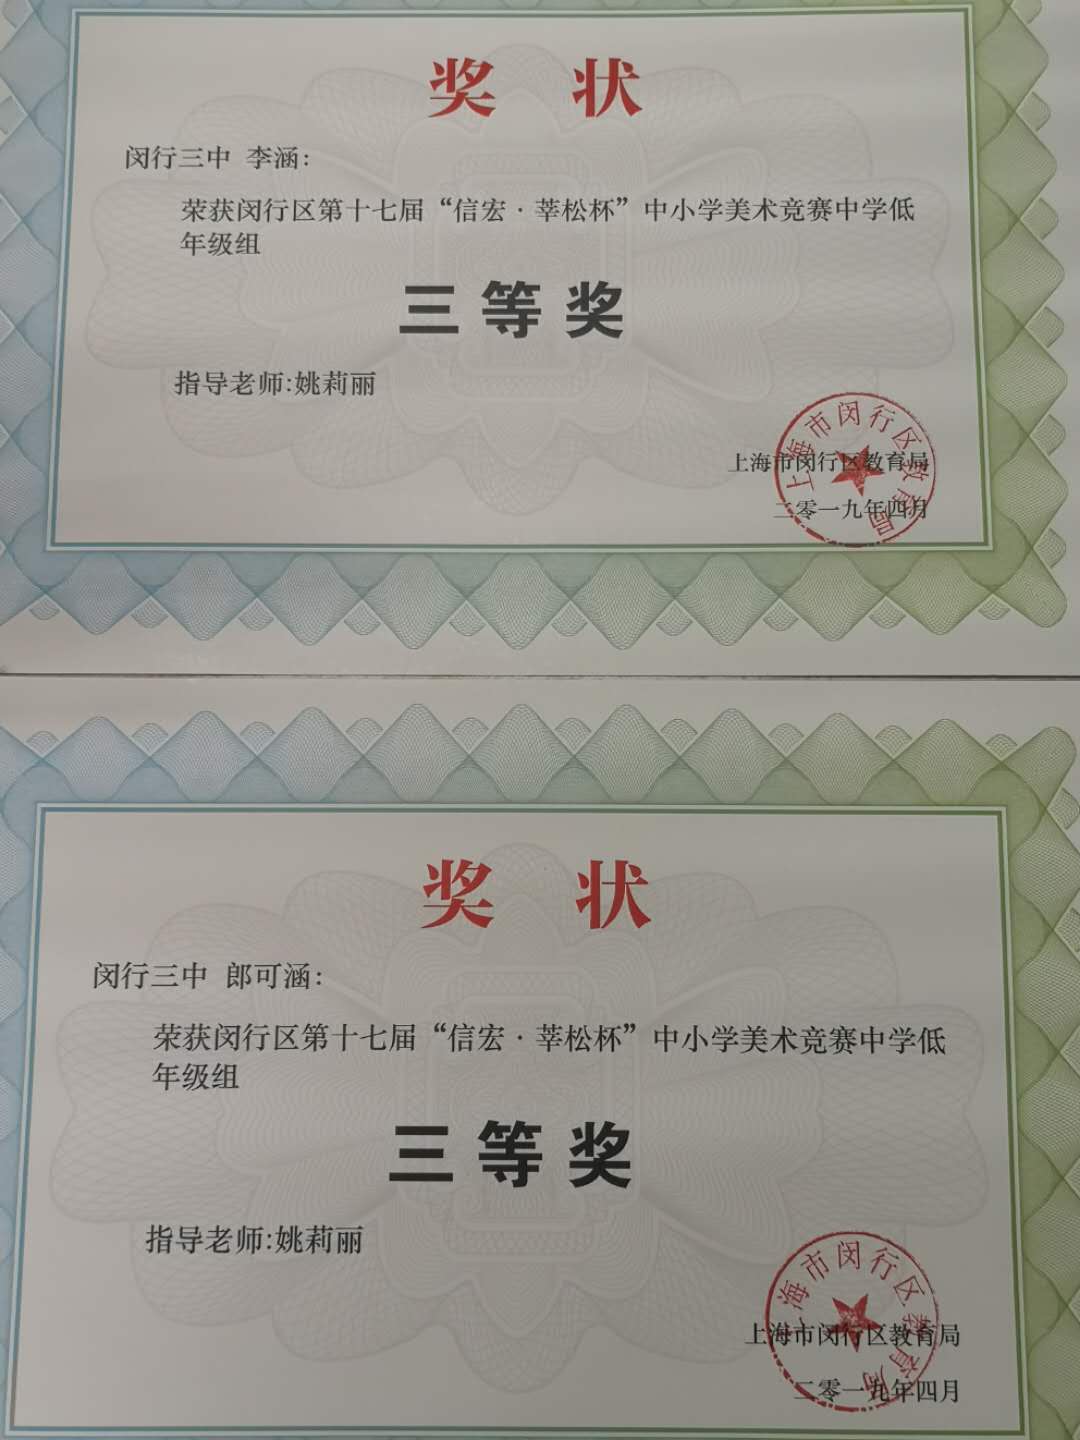 奖 状
闵行三中 李涵:
荣获闵行区第十七届“信宏·莘松杯”中小学美术竞赛中学低
年级组
三等奖
指导老师:姚莉丽
上海市闵行区教育局
上海市闵行区教育局
二零一九年四月
奖 状
闵行三中 郎可涵:
荣获闵行区第十七届“信宏·莘松杯”中小学美术竞赛中学低
年级组
三等奖
指导老师:姚莉丽
上海市闵行区教育局
上海市闵行区教育局
二零一九年四月